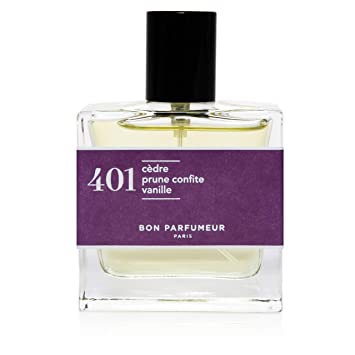 401
cèdre
prune confite
vanille
BON PARFUMEUR
PARIS